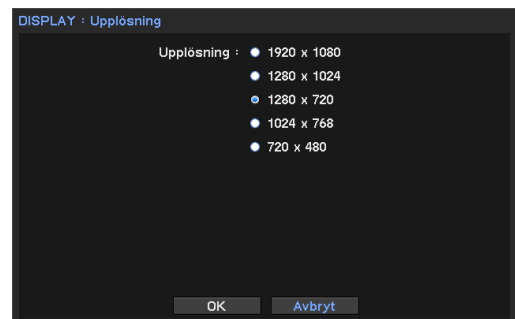 DISPLAY : Upplösning
Upplösning : 1920 x 1080
1280 x 1024
1280 x 720
1024 x 768
720 x 480
OK Avbryt